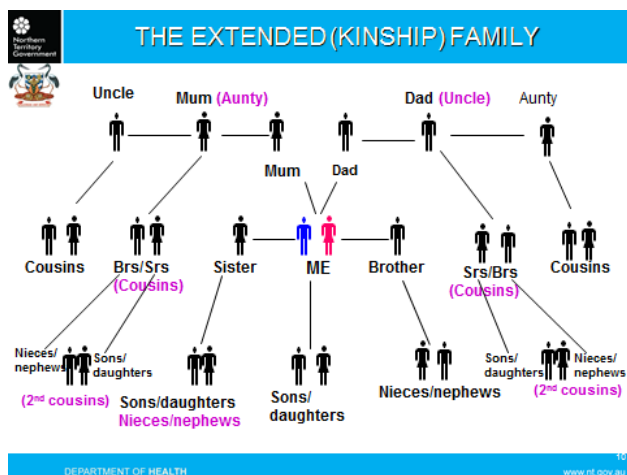 Northern
Territory
Government
THE EXTENDED (KINSHIP) FAMILY
Uncle
Mum (Aunty)
Dad (Uncle)
Aunty
Mum
Dad
Cousins
Brs/Srs
(Cousins)
Sister
ME
Brother
Srs/Brs
(Cousins)
Cousins
Nieces/
nephews
Sons/
daughters
(2nd cousins)
Sons/daughters
Nieces/nephews
Sons/
daughters
Nieces/nephews
Sons/
daughters
Nieces/
nephews
(2nd cousins)
10
DEPARTMENT OF HEALTH
www.nt.gov.au